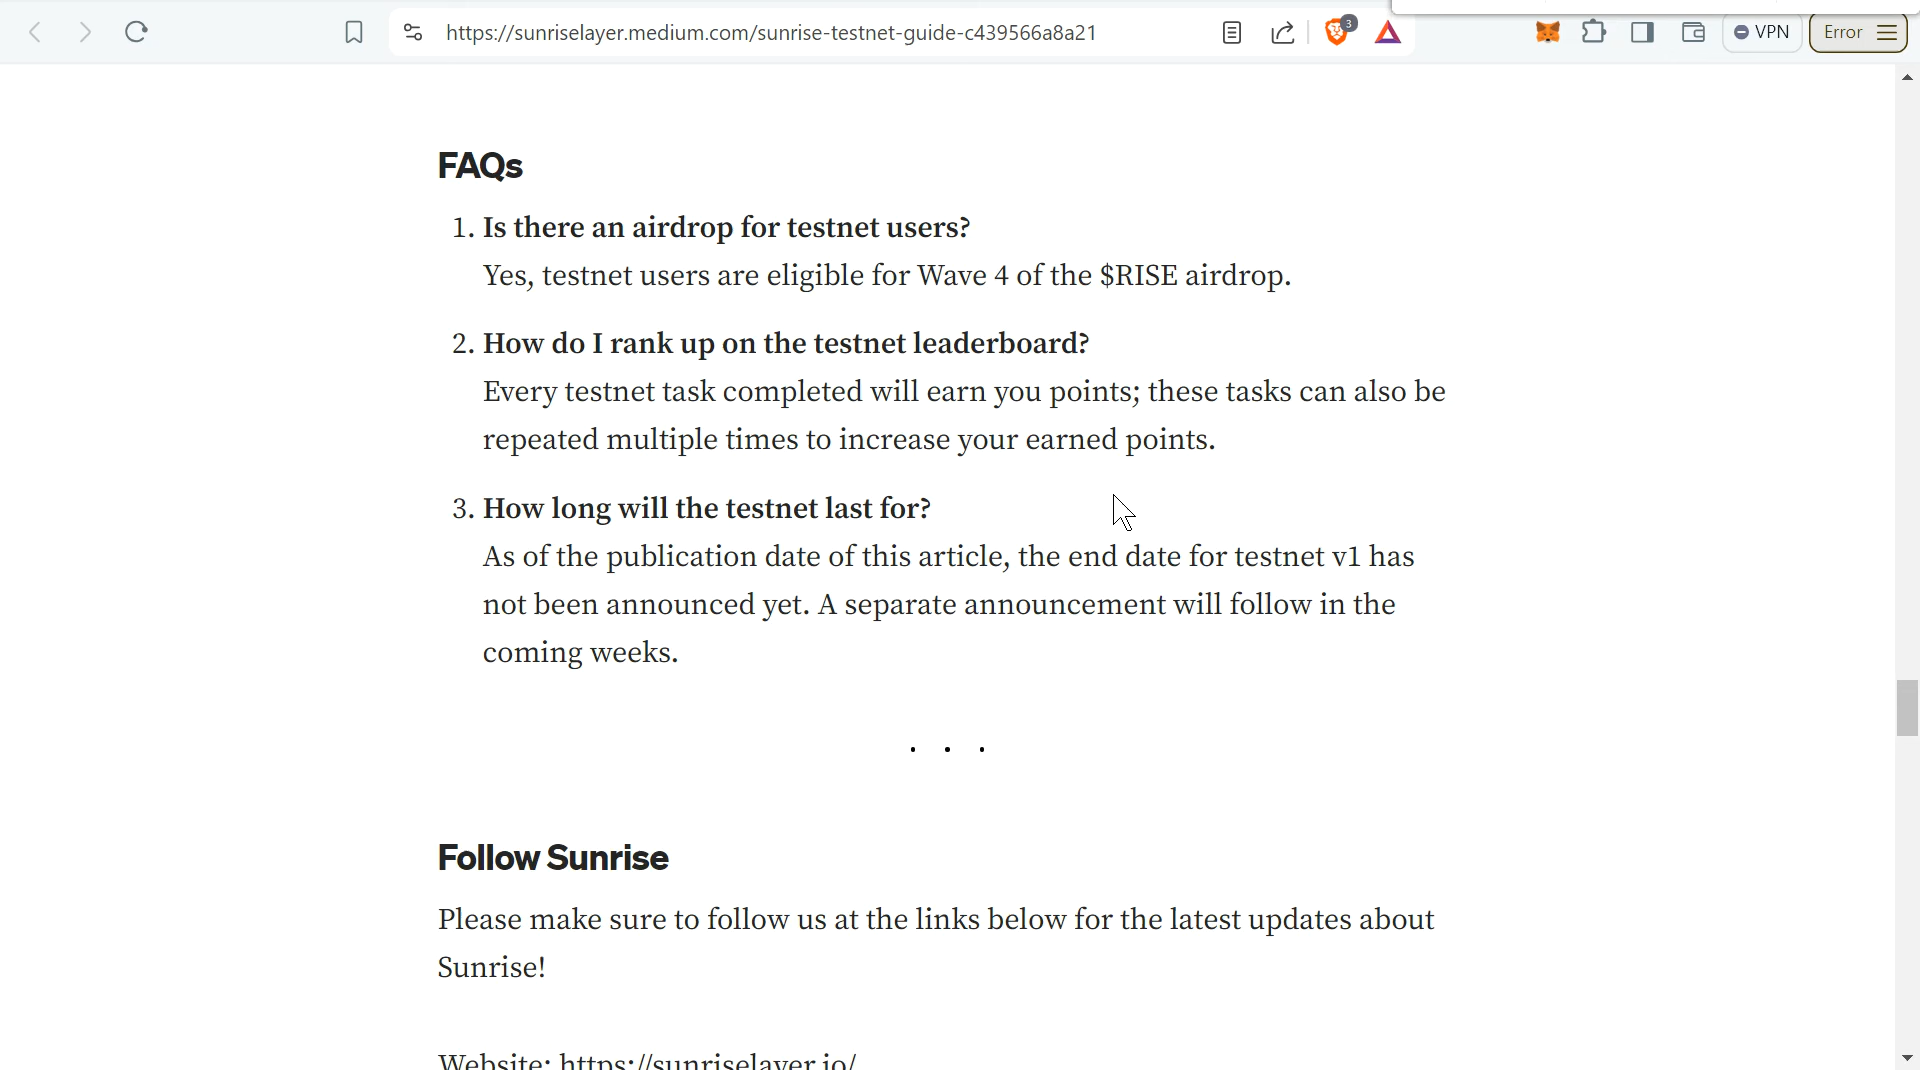 https://sunriselayer.medium.com/sunrise-testnet-guide-c439566a8a21
3
VPN
Error
FAQs
1. Is there an airdrop for testnet users?
Yes, testnet users are eligible for Wave 4 of the $RISE airdrop.
2. How do I rank up on the testnet leaderboard?
Every testnet task completed will earn you points; these tasks can also be
repeated multiple times to increase your earned points.
3. How long will the testnet last for?
As of the publication date of this article, the end date for testnet v1 has
not been announced yet. A separate announcement will follow in the
coming weeks.
. . .
Follow Sunrise
Please make sure to follow us at the links below for the latest updates about
Sunrise!
Website: https://sunriselayer.io/